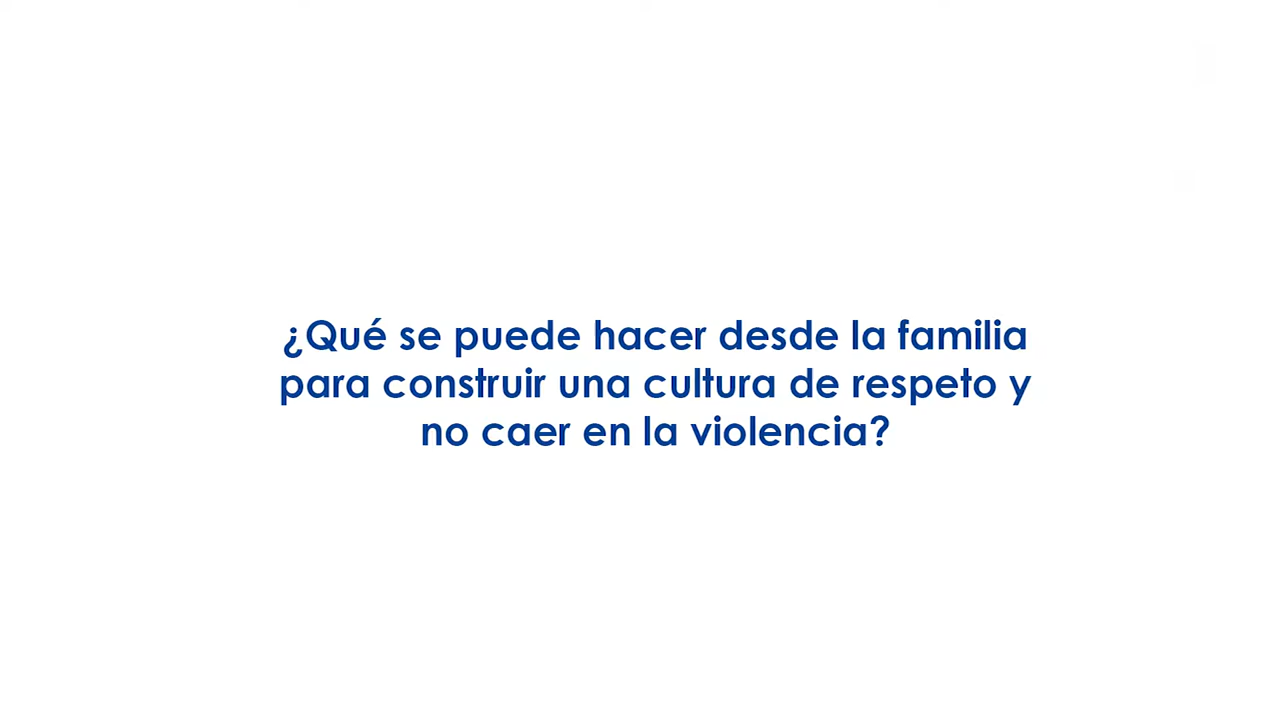 ¿Qué se puede hacer desde la familia
para construir una cultura de respeto y
no caer en la violencia?